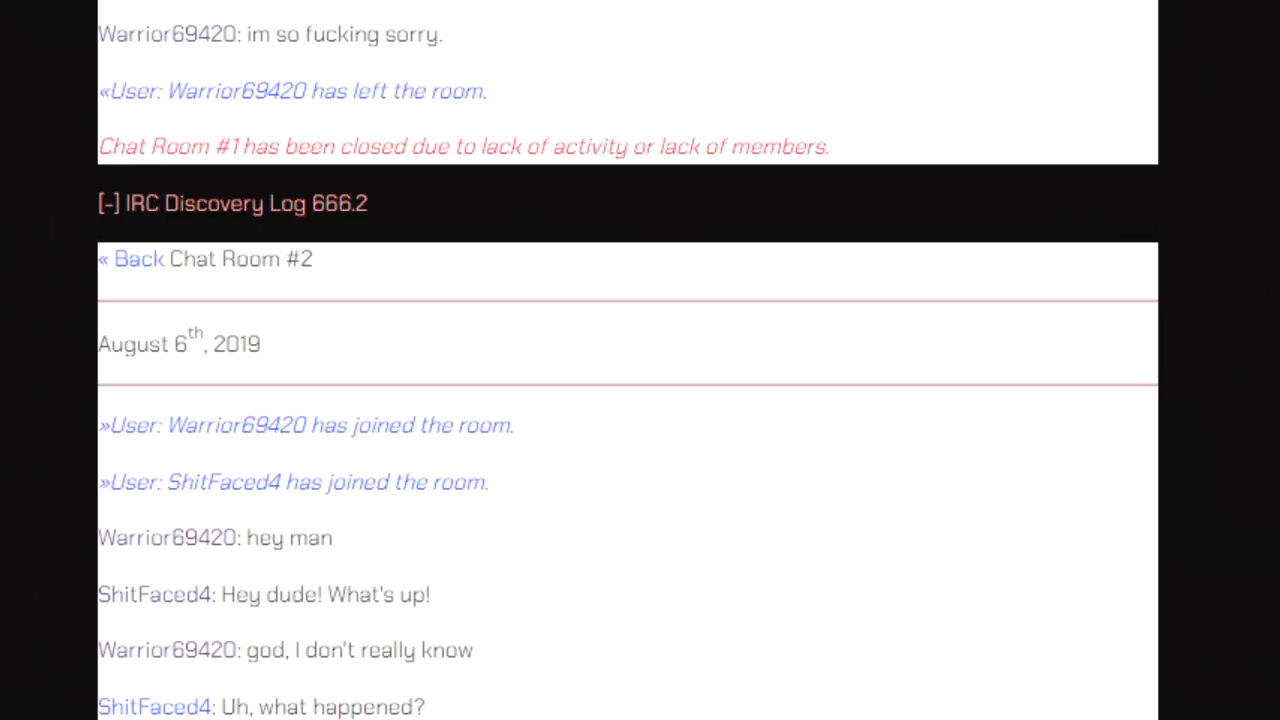 Warrior69420: im so fucking sorry.
«User: Warrior69420 has left the room.
Chat Room #1 has been closed due to lack of activity or lack of members.
[-] IRC Discovery Log 666.2
« Back Chat Room #2
August 6th, 2019
»User: Warrior69420 has joined the room.
»User: ShitFaced4 has joined the room.
Warrior69420: hey man
ShitFaced4: Hey dude! What's up!
Warrior69420: god, I don't really know
ShitFaced4: Uh, what happened?